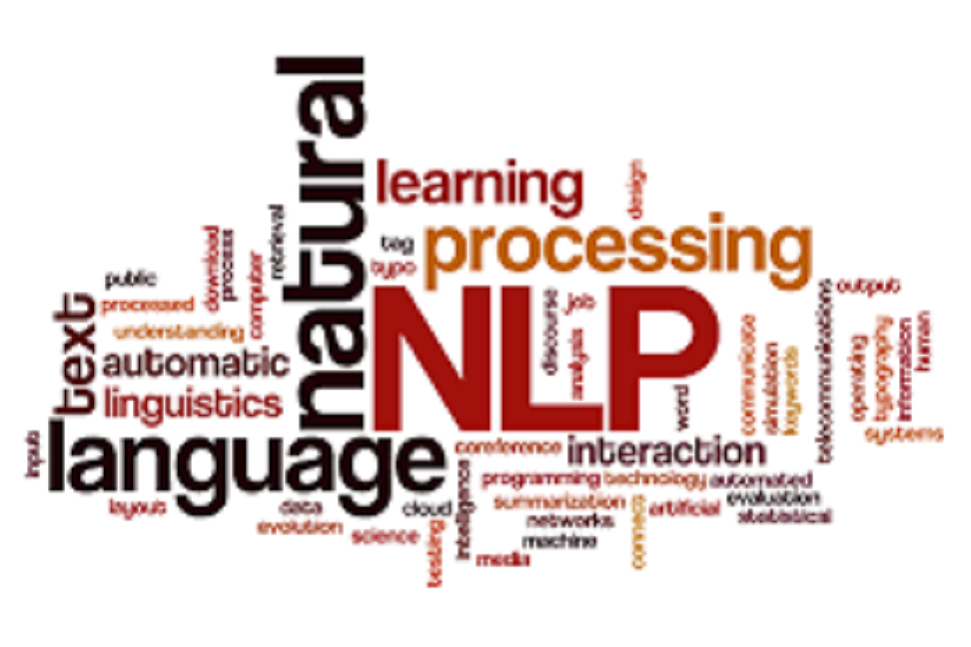 natural
learning
design
processing
tag
typo
retrieval
download
process
computer
public
processed
understanding
text
automatic
linguistics
NLP
discourse
job
analysis
word
output
telecommunications
communicate
simulation
keywords
operating
typography
information
human
systems
input
language
coreference
interaction
programming
technology
automated
summarization
evaluation
networks
artificial
statistical
machine
connect
layout
data
cloud
intelligence
evolution
science
testing
media